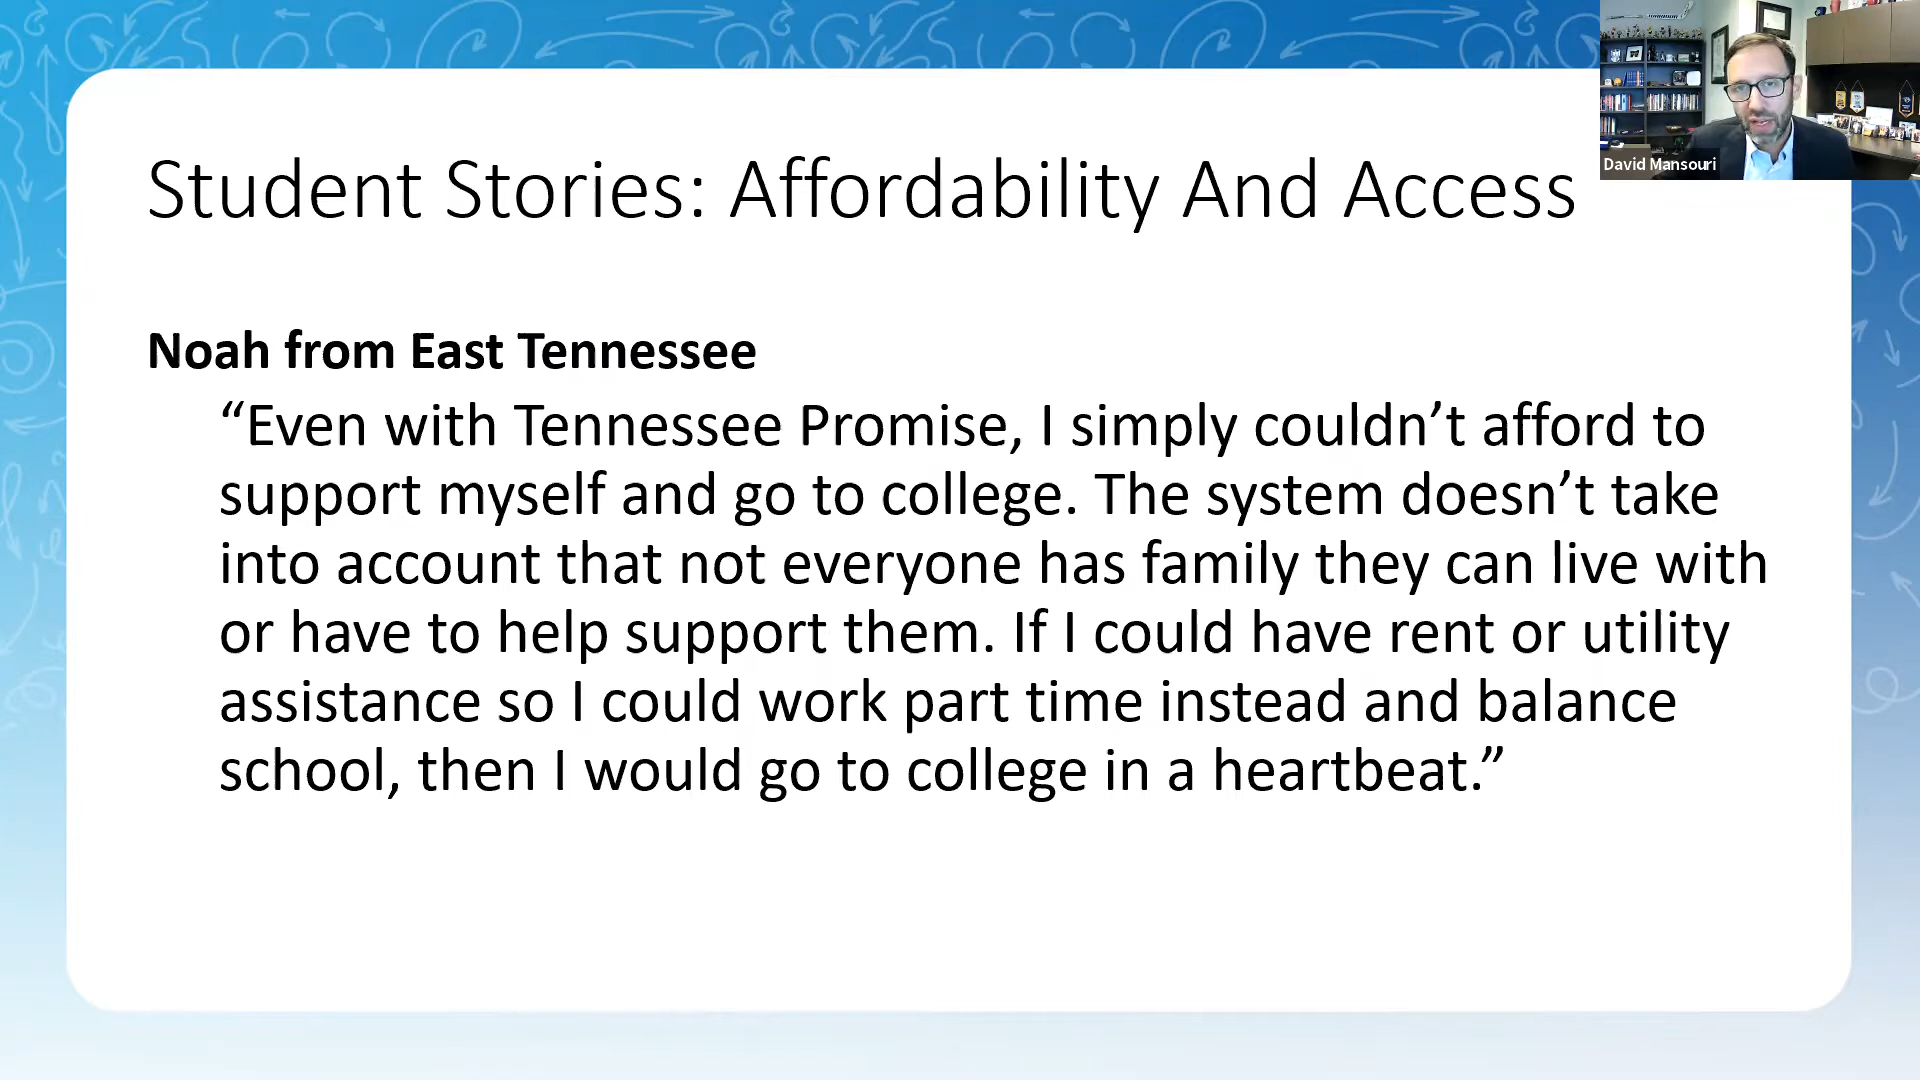 Student Stories: Affordability And Access
David Mansouri
Noah from East Tennessee
“Even with Tennessee Promise, I simply couldn’t afford to
support myself and go to college. The system doesn’t take
into account that not everyone has family they can live with
or have to help support them. If I could have rent or utility
assistance so I could work part time instead and balance
school, then I would go to college in a heartbeat.”